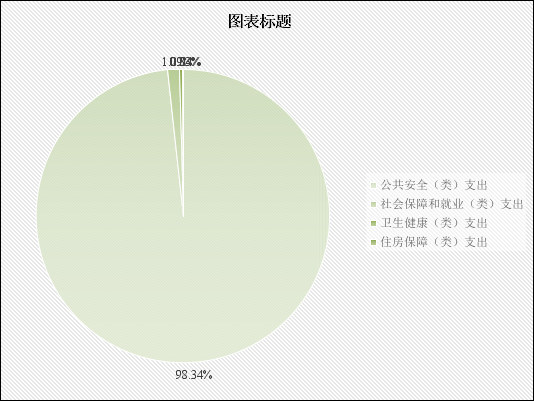 图表标题
98.34%
公共安全（类）支出
社会保障和就业（类）支出
卫生健康（类）支出
住房保障（类）支出